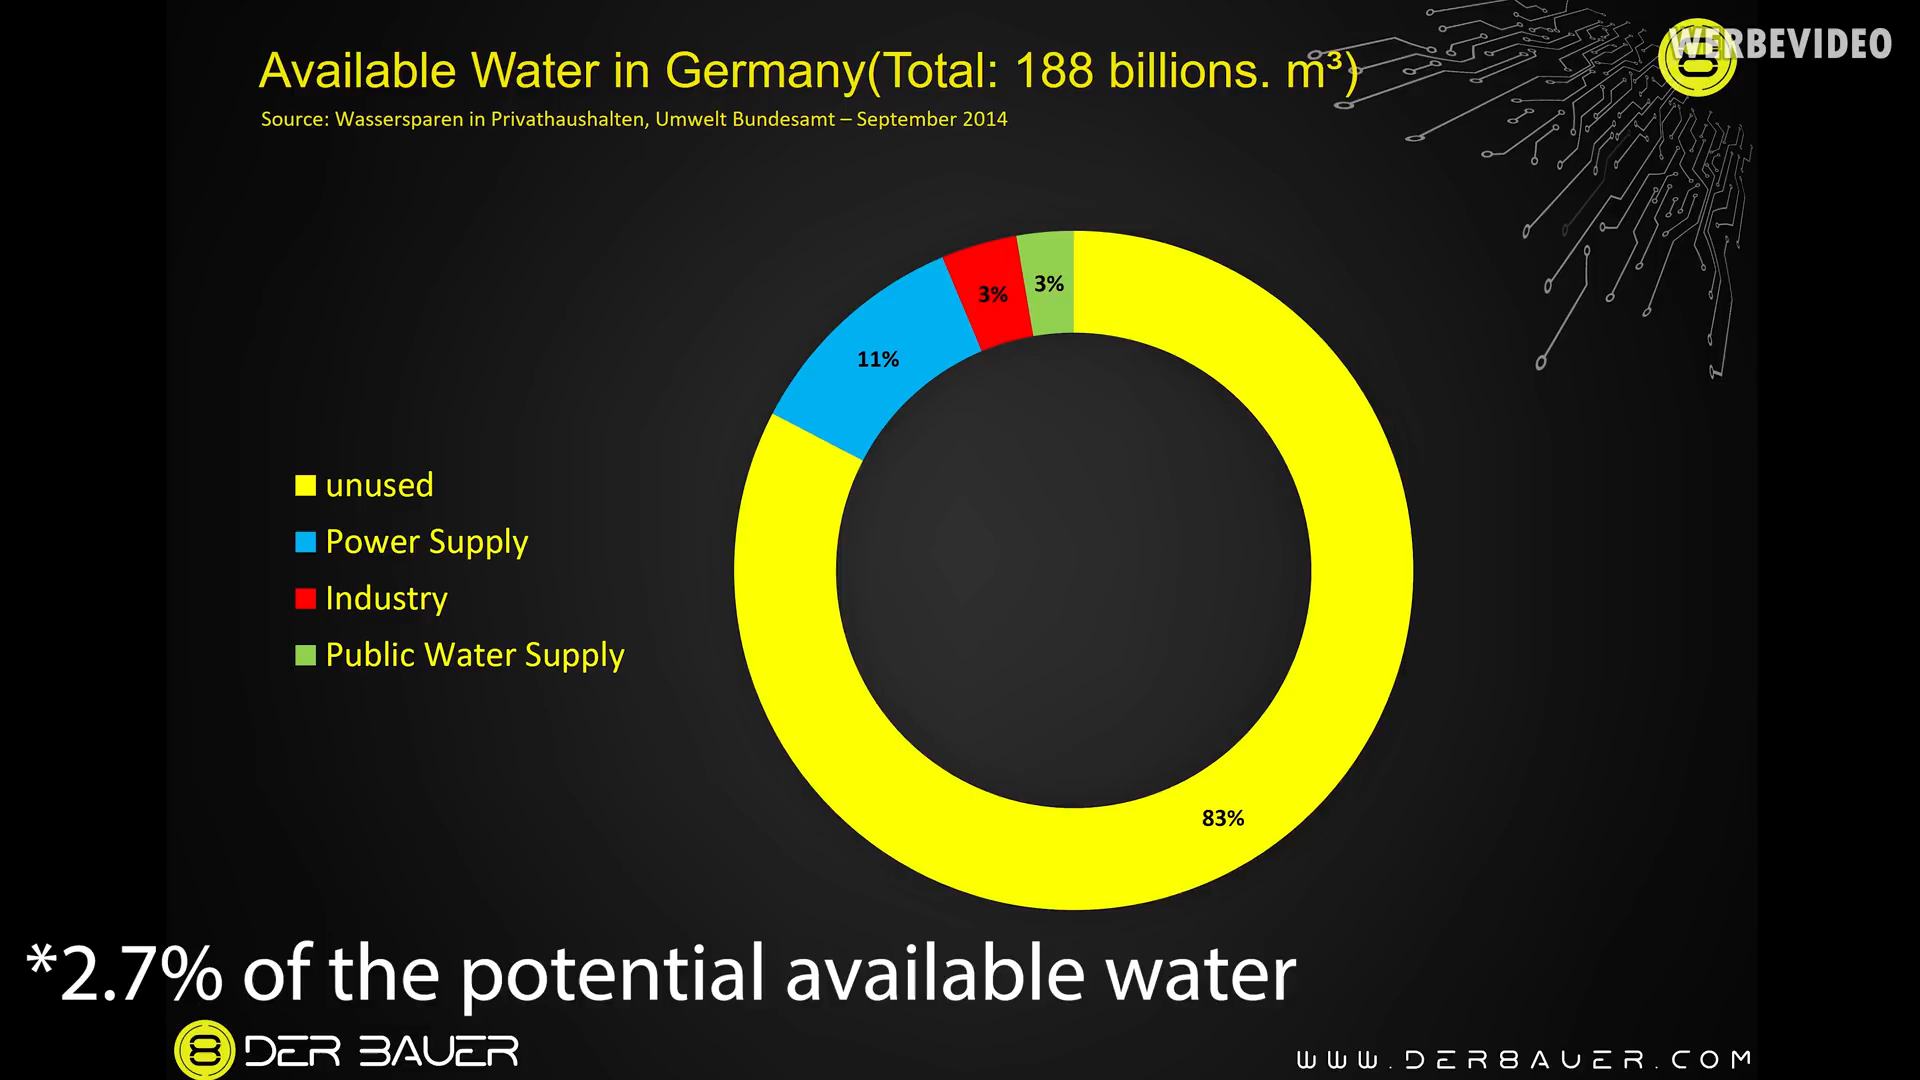 WERBEVIDEO
Available Water in Germany(Total: 188 billions. m³)
Source: Wassersparen in Privathaushalten, Umwelt Bundesamt – September 2014
3%
3%
11%
unused
Power Supply
Industry
Public Water Supply
83%
*2.7% of the potential available water
DER 8AUER
WWW.DER8AUER.COM